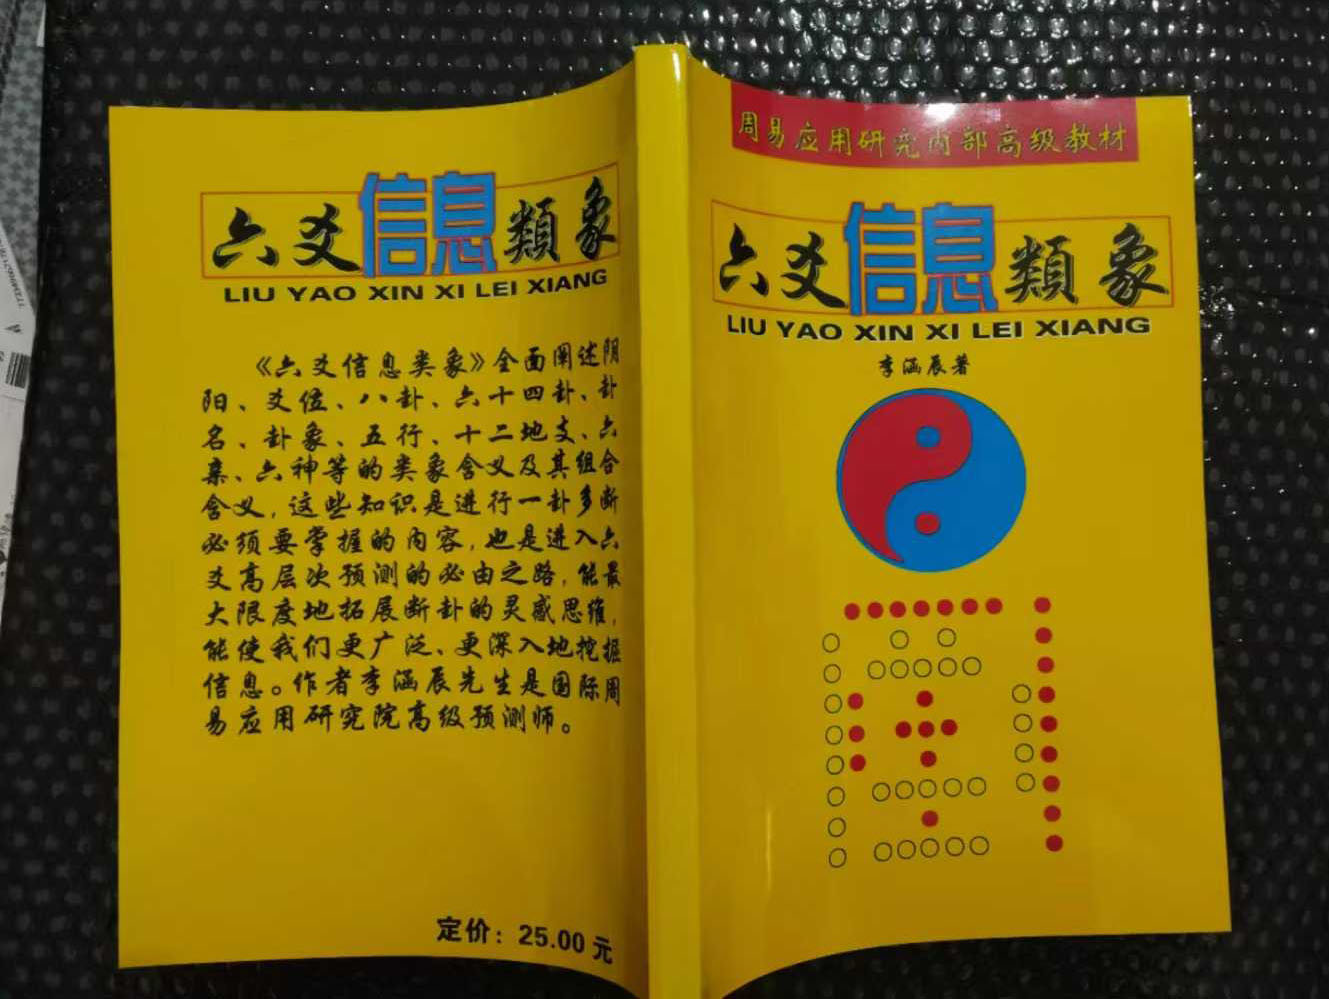 六爻信息類象
LIU YAO XIN XI LEI XIANG
《六爻信息类象》全面阐述阴
阳、爻位、八卦、六十四卦、卦
名、卦象、五行、十二地支、六
亲、六神等的类象含义及其组合
含义,这些知识是进行一卦多断
必须要掌握的内容,也是进入六
爻高层次预测的必由之路,能最
大限度地拓展断卦的灵感思维,
能使我们更广泛、更深入地挖掘
信息。作者李涵辰先生是国际周
易应用研究院高级预测师。
定价:25.00 元
周易应用研究内部高级教材
六爻信息類象
LIU YAO XIN XI LEI XIANG
李涵辰著